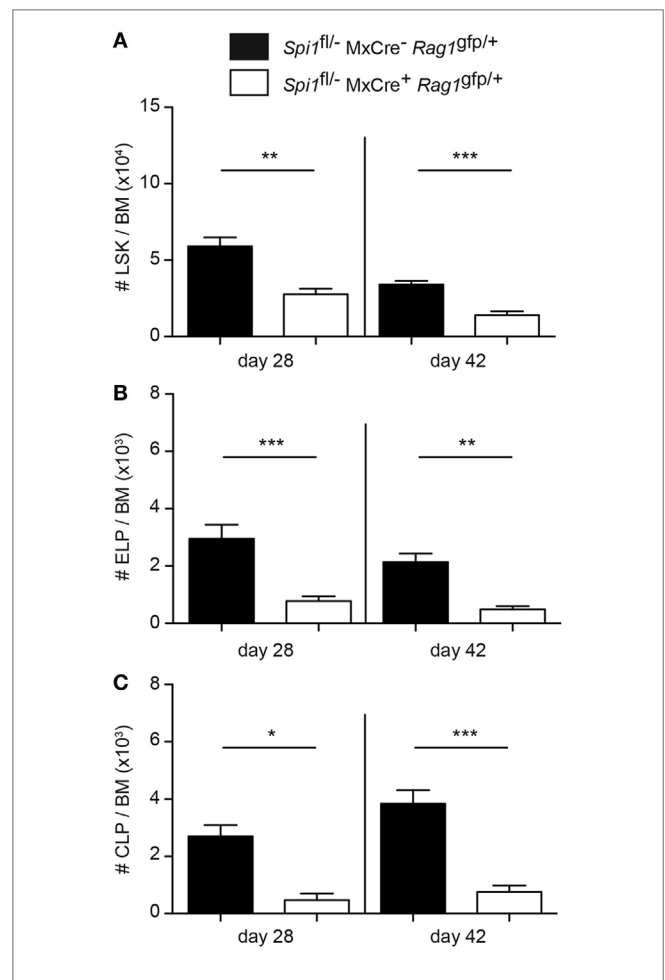 A
Spi1fl/- MxCre- Rag1gfp/+
Spi1fl/- MxCre+ Rag1gfp/+
# LSK / BM (x10⁴)
15
10
5
0
**
***
day 28
day 42
B
# ELP / BM (x10³)
8
6
4
2
0
***
**
day 28
day 42
C
# CLP / BM (x10³)
8
6
4
2
0
*
***
day 28
day 42